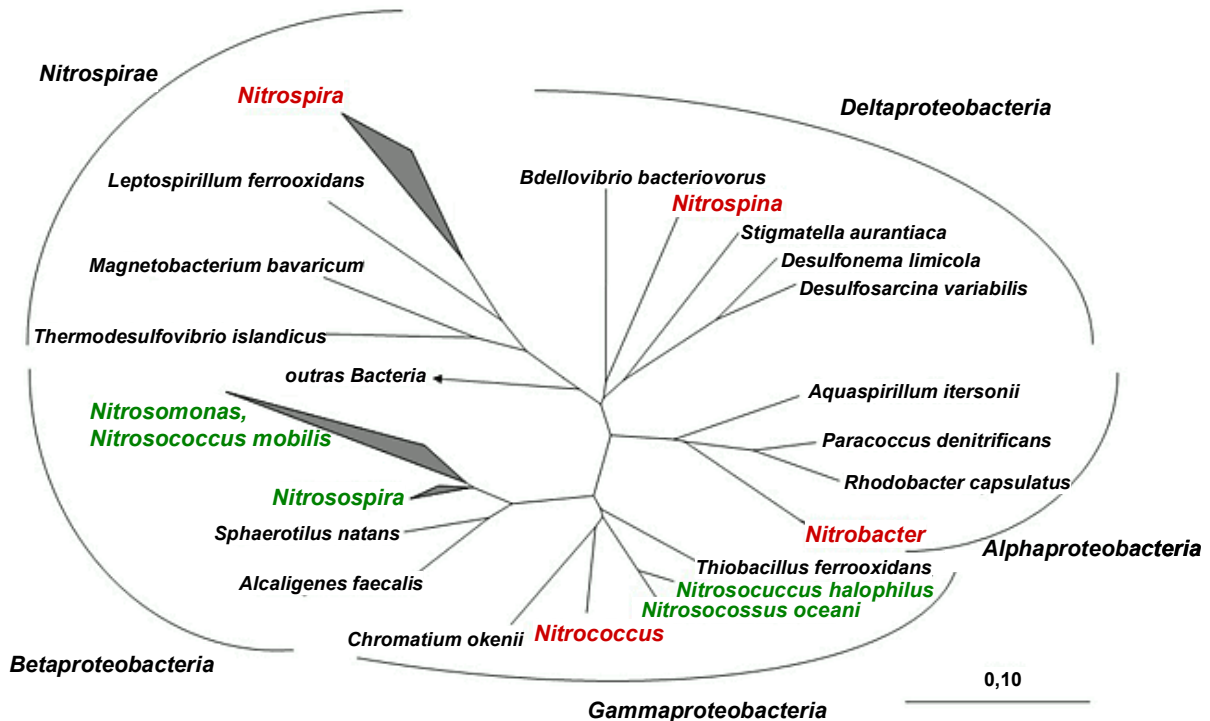 Nitrospirae
Nitrospira
Deltaproteobacteria
Leptospirillum ferrooxidans
Bdellovibrio bacteriovorus
Nitrospina
Stigmatella aurantiaca
Magnetobacterium bavaricum
Desulfonema limicola
Desulfosarcina variabilis
Thermodesulfovibrio islandicus
outras Bacteria
Aquaspirillum itersonii
Nitrosomonas,
Nitrosococcus mobilis
Paracoccus denitrificans
Rhodobacter capsulatus
Nitrosospira
Sphaerotilus natans
Nitrobacter
Alphaproteobacteria
Thiobacillus ferrooxidans
Alcaligenes faecalis
Nitrosocuccus halophilus
Nitrosocossus oceani
Chromatium okenii
Nitrococcus
Betaproteobacteria
0,10
Gammaproteobacteria